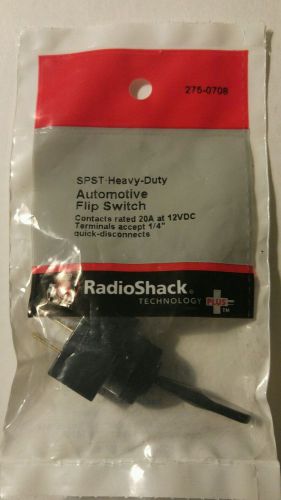 275-0708
SPST Heavy-Duty
Automotive
Flip Switch
Contacts rated 20A at 12VDC
Terminals accept 1/4"
quick-disconnects
RadioShack®
TECHNOLOGY PLUS™